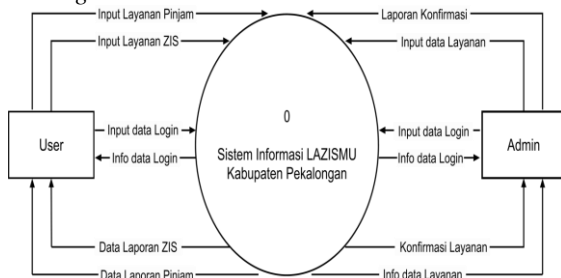 Input Layanan Pinjam
Laporan Konfirmasi
Input Layanan ZIS
Input data Layanan
0
Input data Login
Input data Login
User
Sistem Informasi LAZISMU
Kabupaten Pekalongan
Admin
Info data Login
Info data Login
Data Laporan ZIS
Konfirmasi Layanan
Data Laporan Pinjam
Info data Layanan